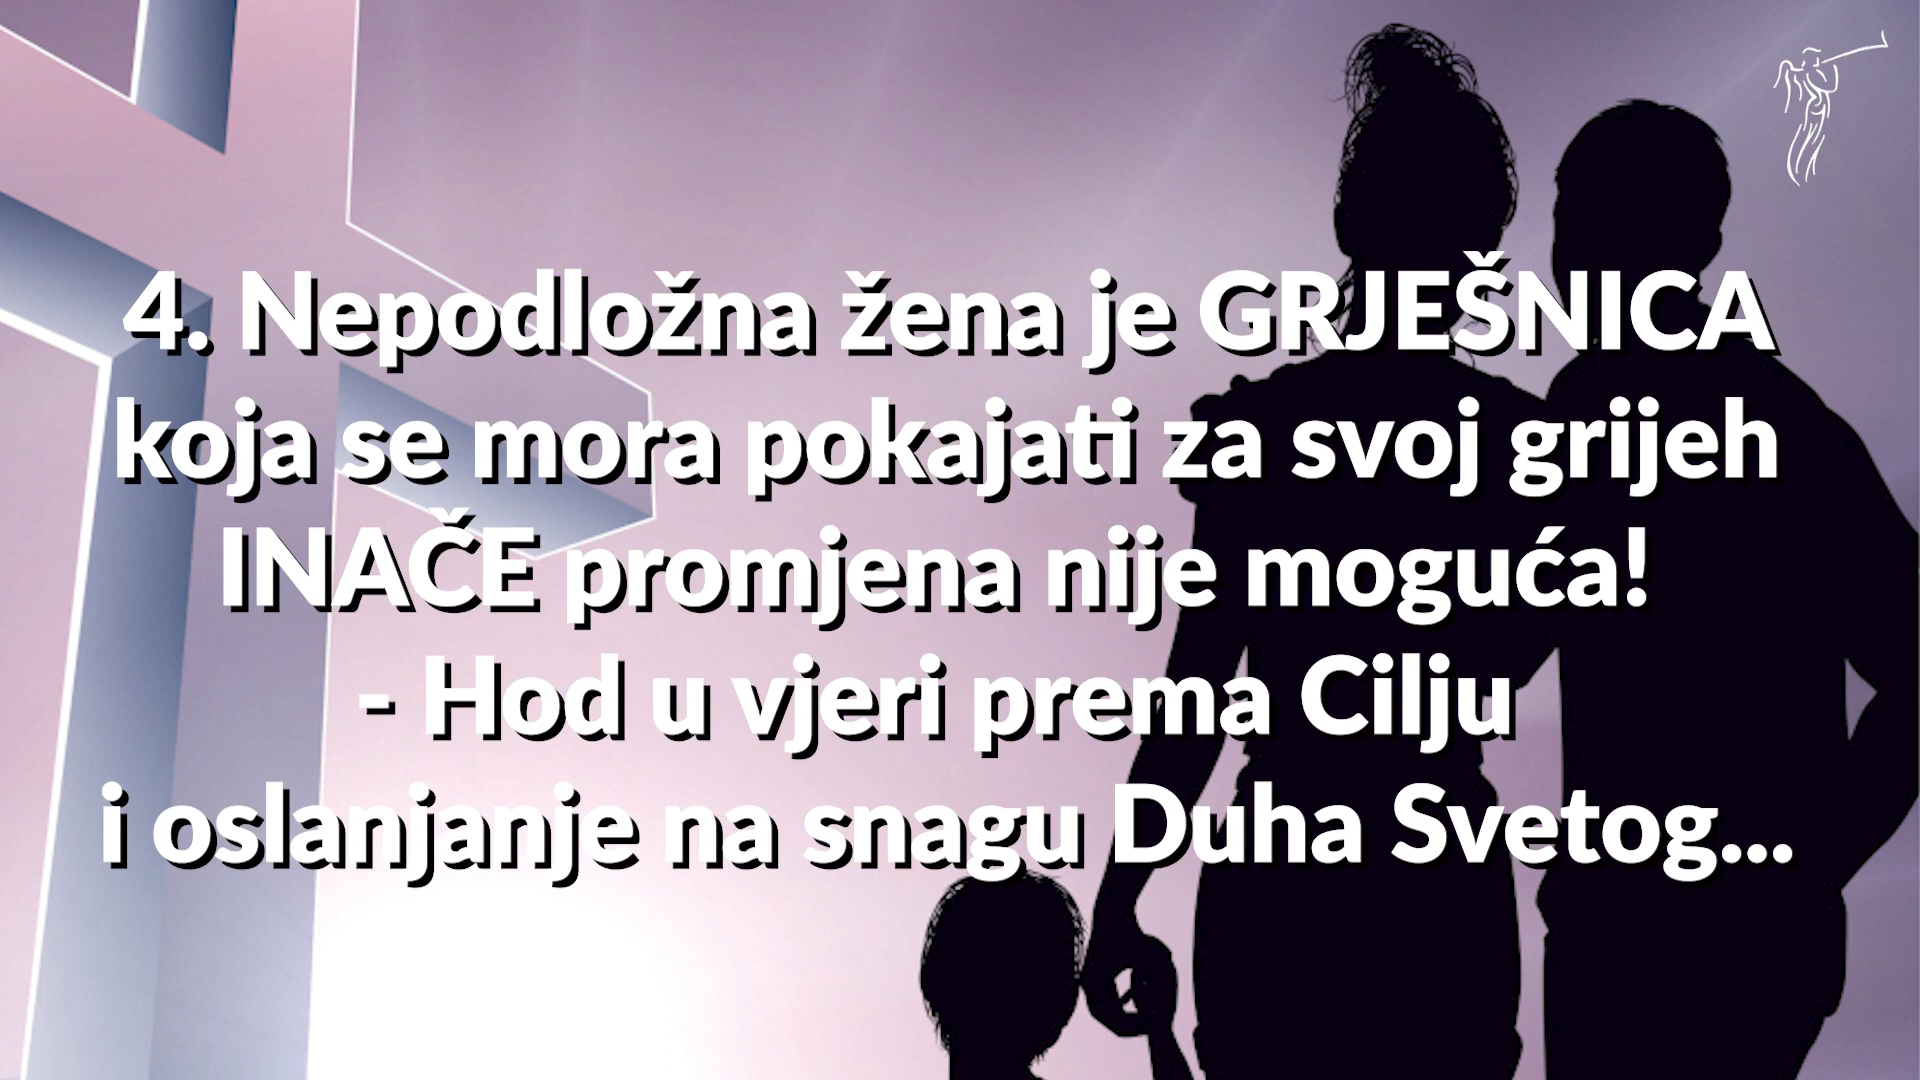 4. Nepodložna žena je GRJEŠNICA
koja se mora pokajati za svoj grijeh
INAČE promjena nije moguća!
- Hod u vjeri prema Cilju
i oslanjanje na snagu Duha Svetog...